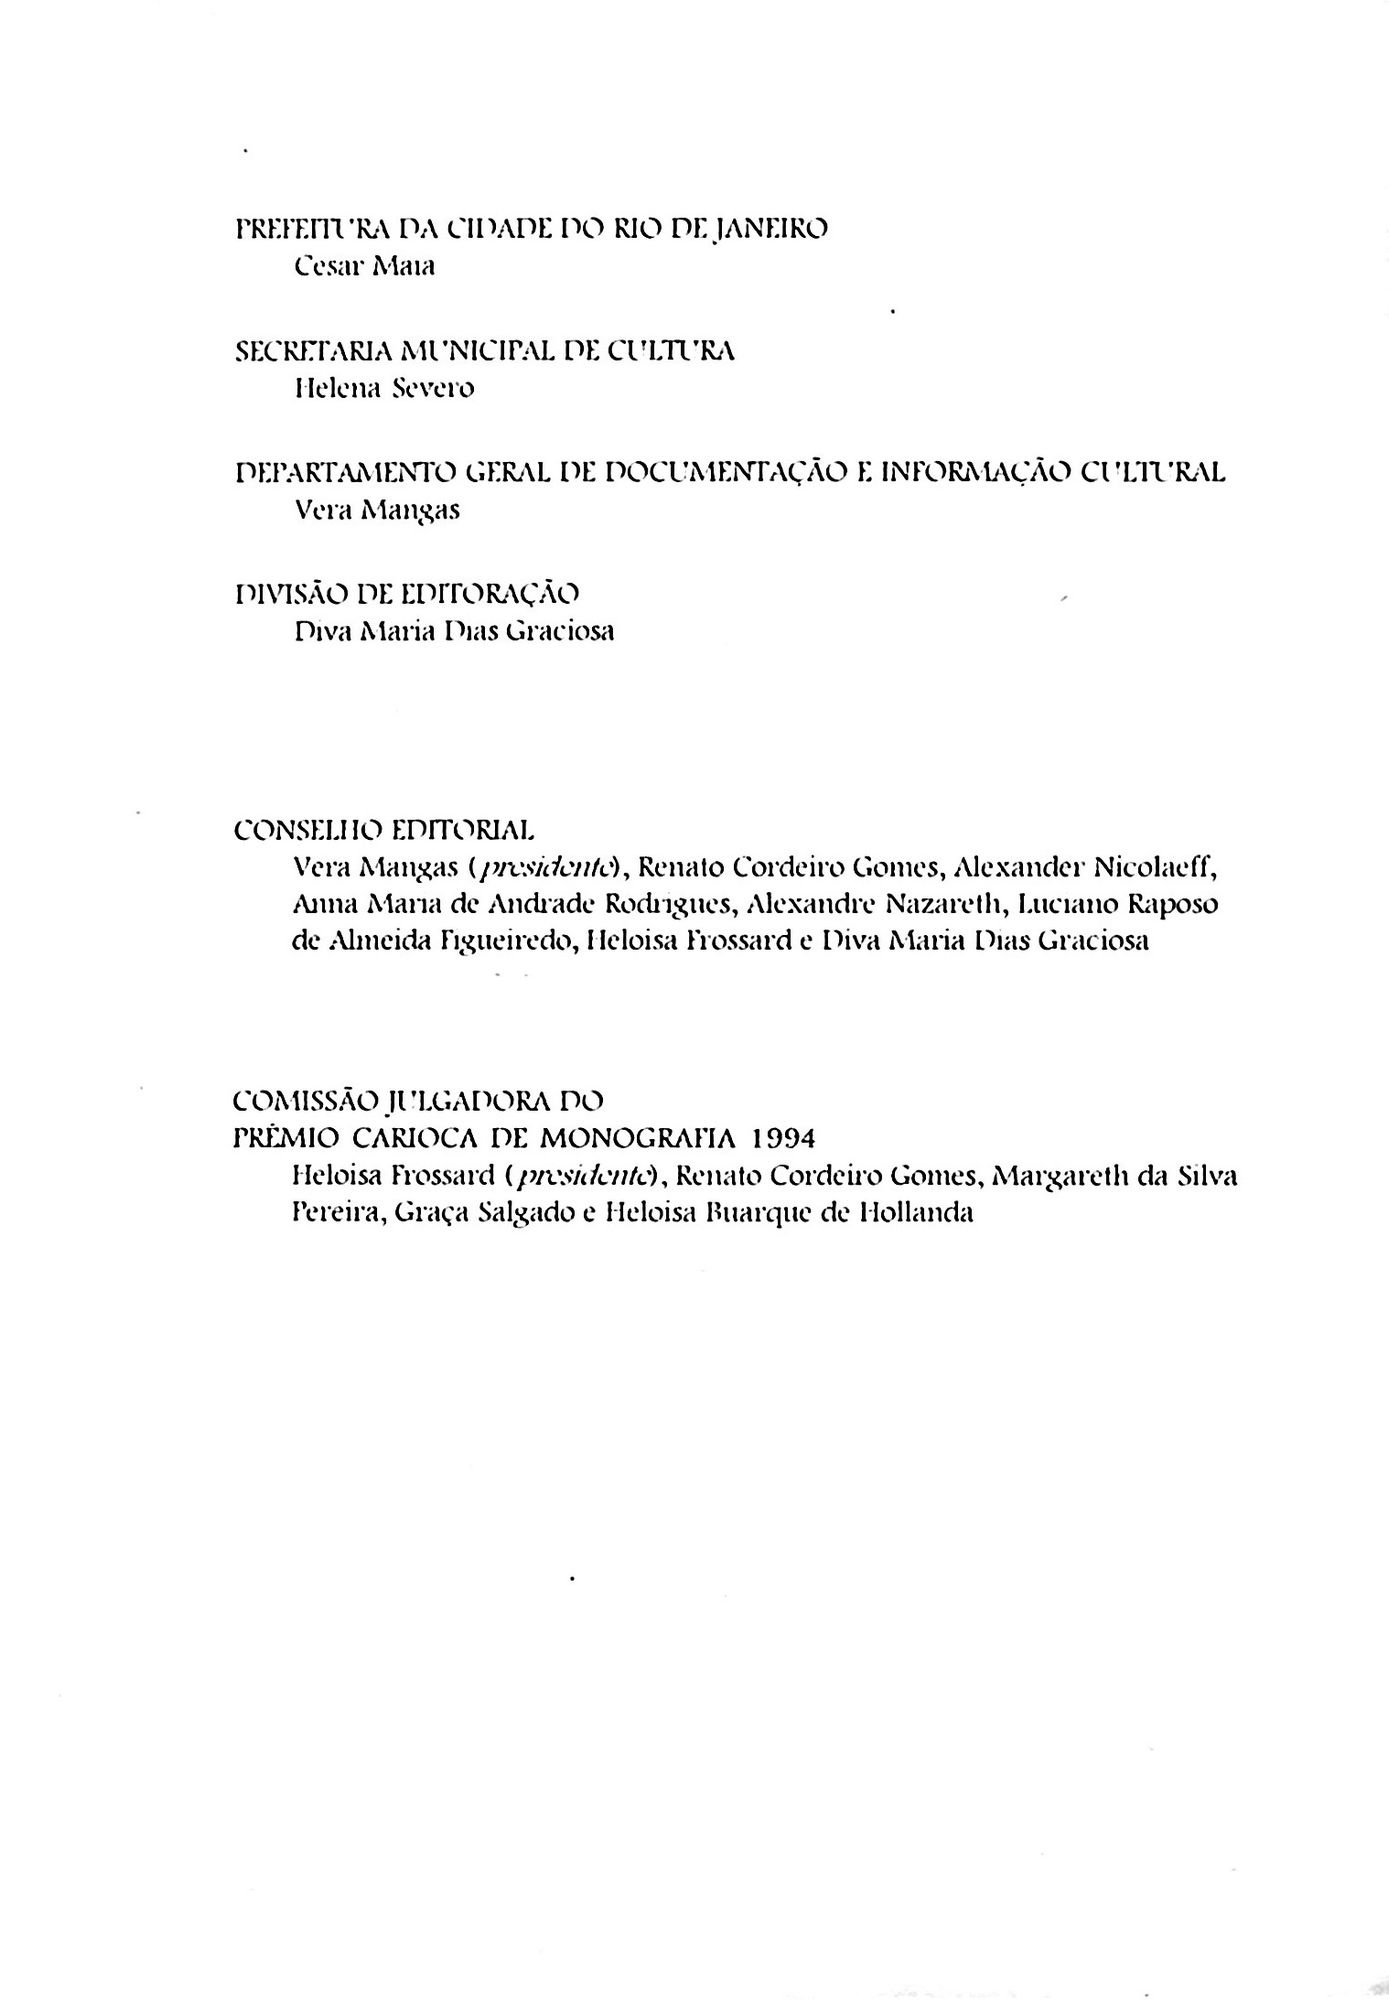 PREFEITURA DA CIDADE DO RIO DE JANEIRO
Cesar Maia
SECRETARIA MUNICIPAL DE CULTURA
Helena Severo
DEPARTAMENTO GERAL DE DOCUMENTAÇÃO E INFORMAÇÃO CULTURAL
Vera Mangas
DIVISÃO DE EDITORAÇÃO
Diva Maria Dias Graciosa
CONSELHO EDITORIAL
Vera Mangas (presidente), Renato Cordeiro Gomes, Alexander Nicolaeff,
Anna Maria de Andrade Rodrigues, Alexandre Nazareth, Luciano Raposo
de Almeida Figueiredo, Heloisa Frossard e Diva Maria Dias Graciosa
COMISSÃO JULGADORA DO
PRÊMIO CARIOCA DE MONOGRAFIA 1994
Heloisa Frossard (presidente), Renato Cordeiro Gomes, Margareth da Silva
Pereira, Graça Salgado e Heloisa Buarque de Hollanda